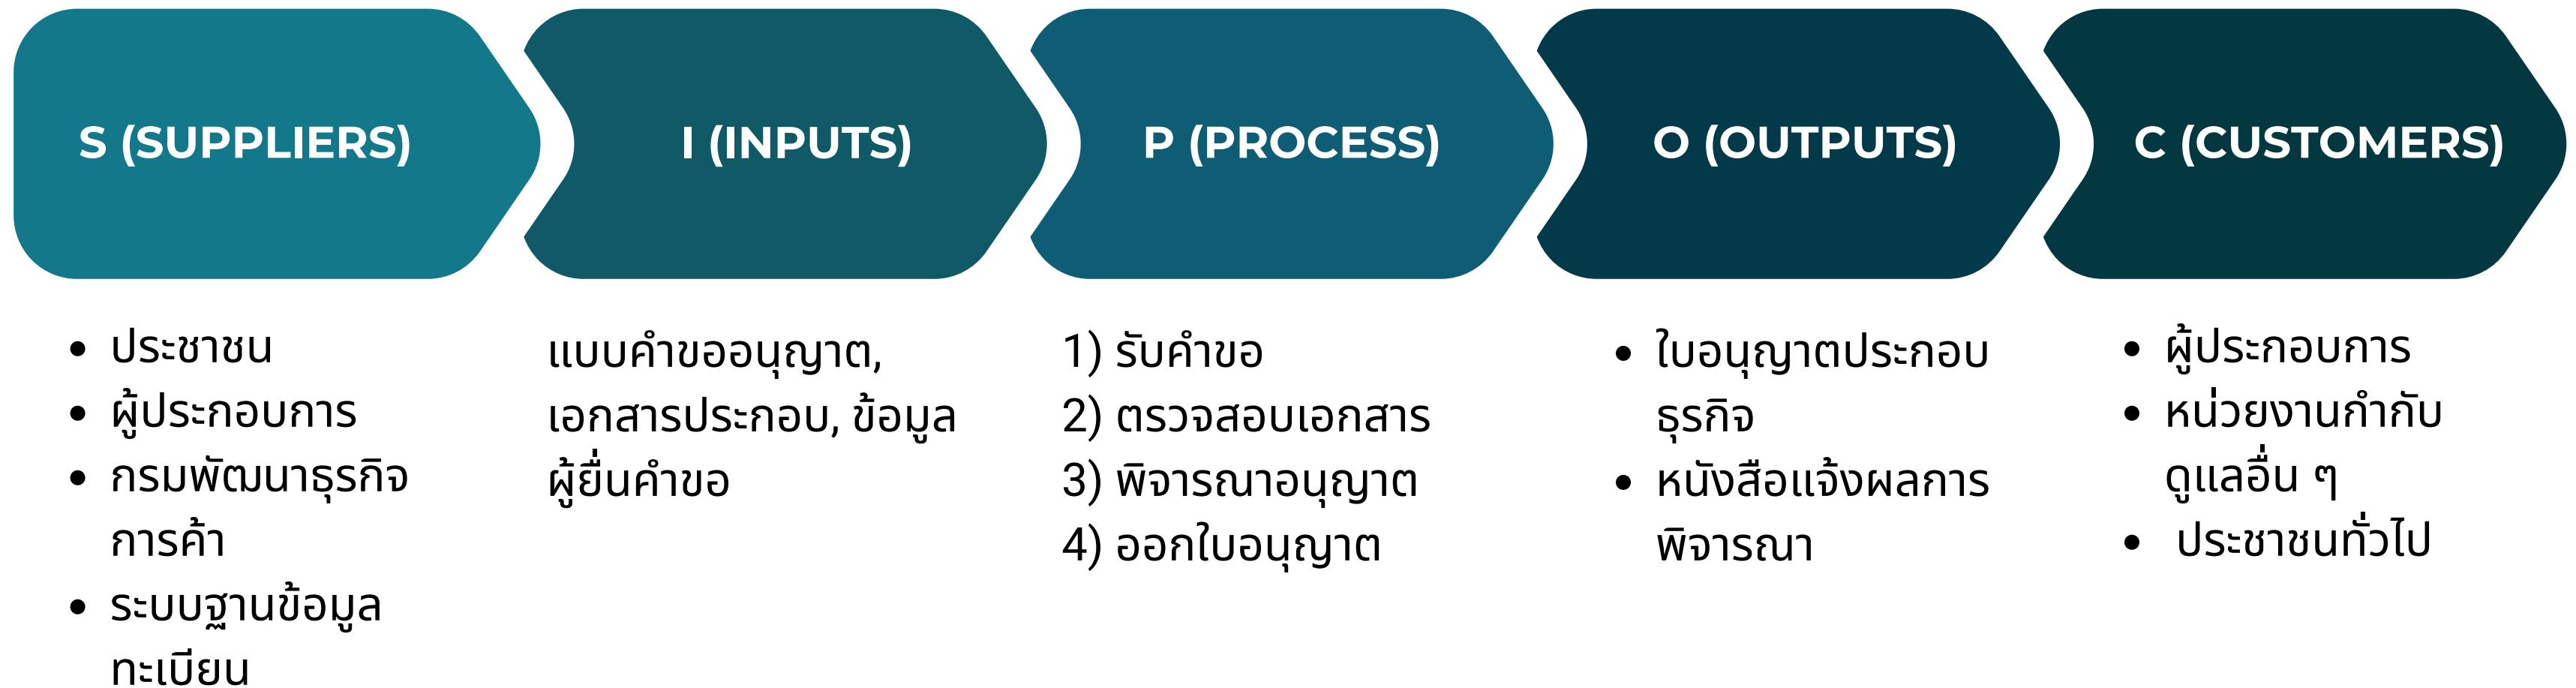 S (SUPPLIERS)
I (INPUTS)
P (PROCESS)
O (OUTPUTS)
C (CUSTOMERS)
• ประชาชน
• ผู้ประกอบการ
• กรมพัฒนาธุรกิจ
การค้า
• ระบบฐานข้อมูล
ทะเบียน
แบบคำขออนุญาต,
เอกสารประกอบ, ข้อมูล
ผู้ยื่นคำขอ
1) รับคำขอ
2) ตรวจสอบเอกสาร
3) พิจารณาอนุญาต
4) ออกใบอนุญาต
• ใบอนุญาตประกอบ
ธุรกิจ
• หนังสือแจ้งผลการ
พิจารณา
• ผู้ประกอบการ
• หน่วยงานกำกับ
ดูแลอื่น ๆ
• ประชาชนทั่วไป